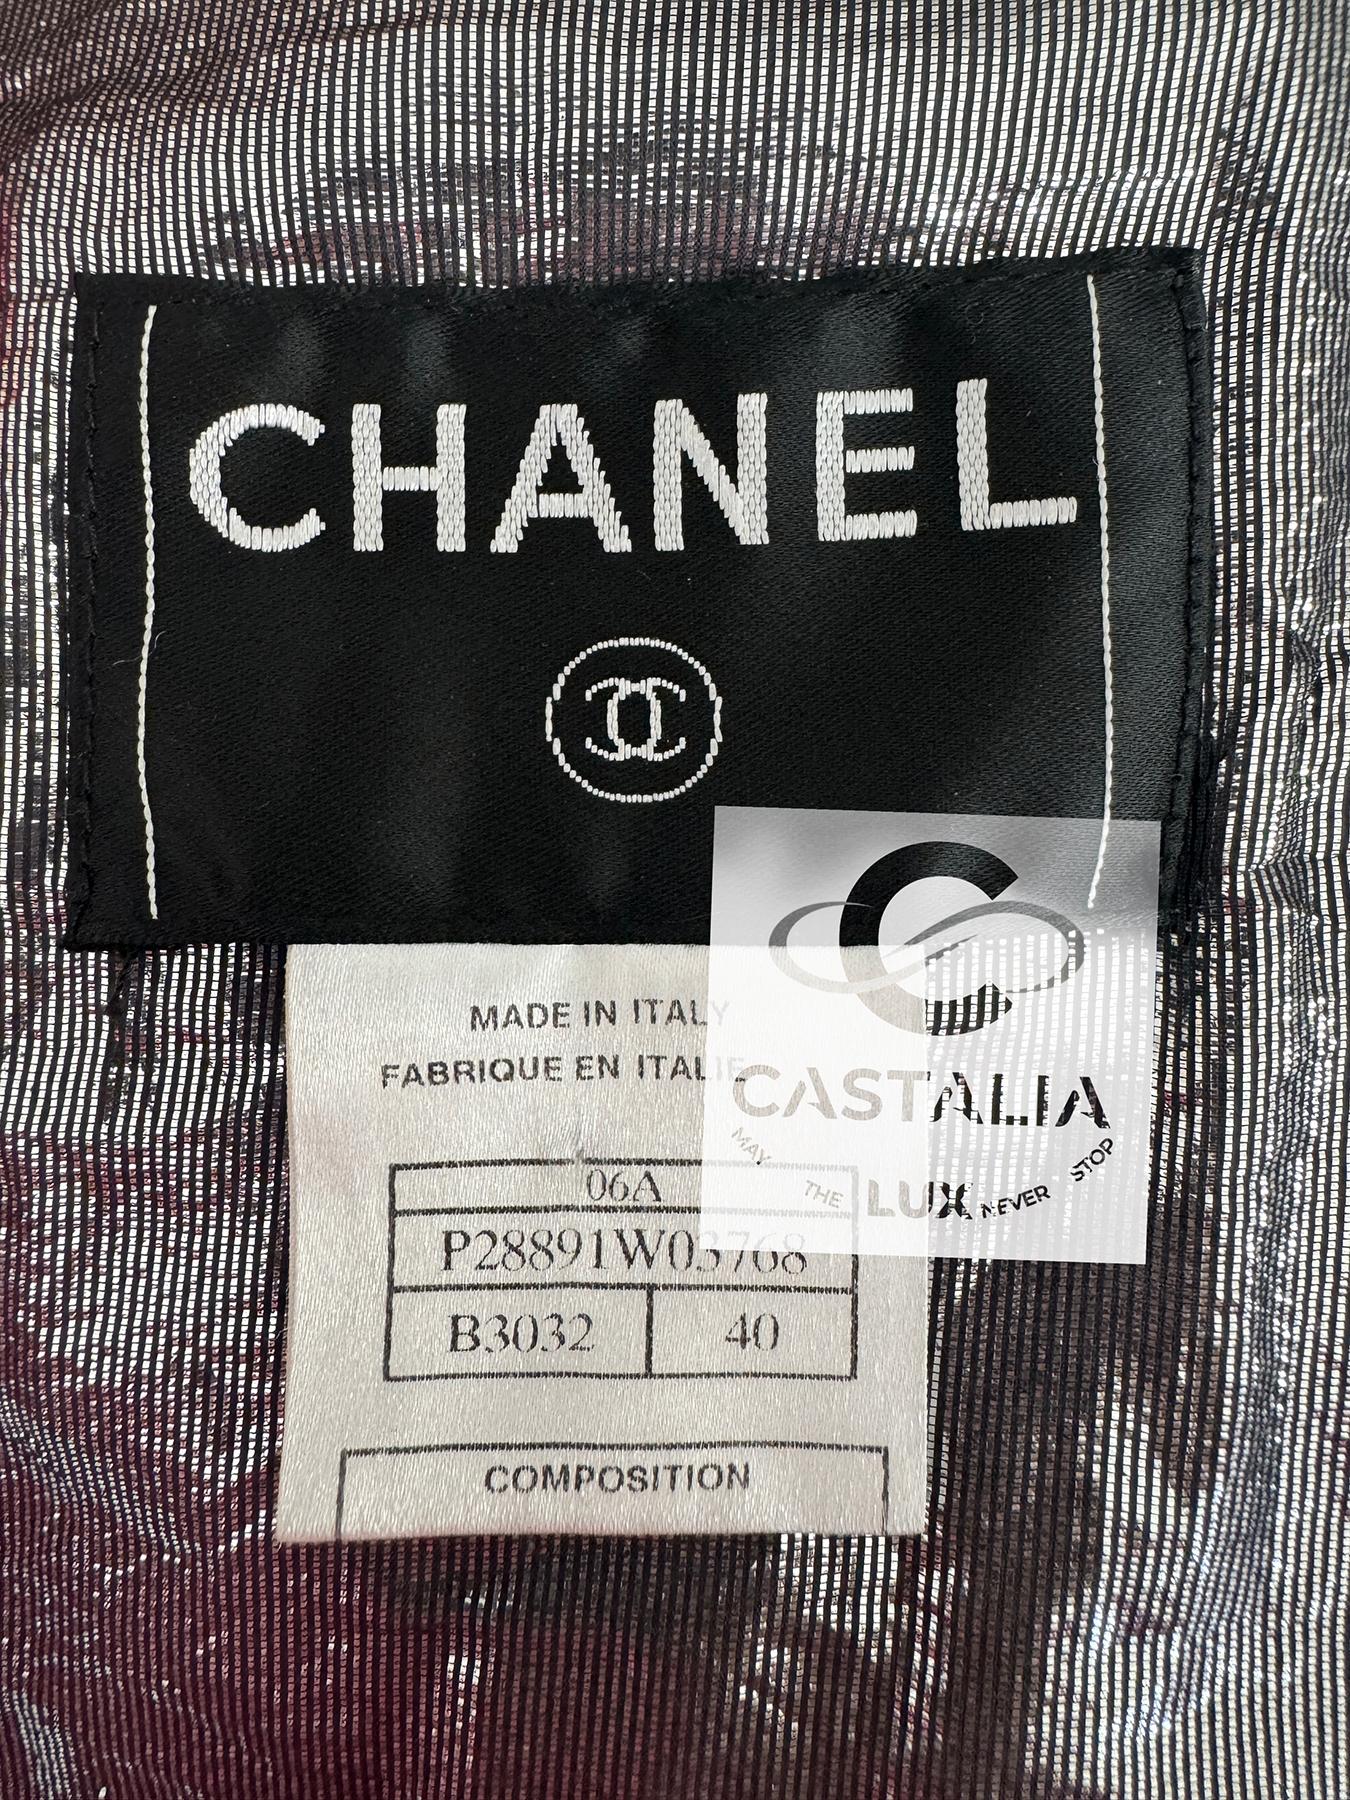 CHANEL
MADE IN ITALY
FABRIQUE EN ITALIE
CASTALIA
MAY THE LUX NEVER STOP
06A
P28891W03768
B3032 40
COMPOSITION